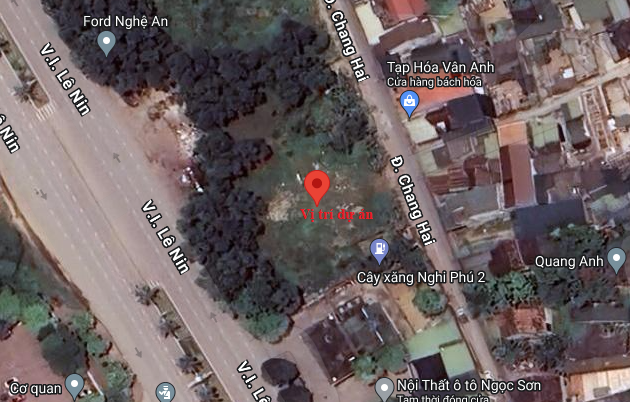 Ford Nghệ An
V.I. Lê Nin
Đ. Chang Hai
Tạp Hóa Vân Anh
Cửa hàng bách hóa
ê Nin
Đ. Chang Hai
Vị trí dự án
V.I. Lê Nin
Cây xăng Nghi Phú 2
Quang Anh
V.I. Lê
Cơ quan
Nội Thất ô tô Ngọc Sơn
Tạm thời đóng cửa